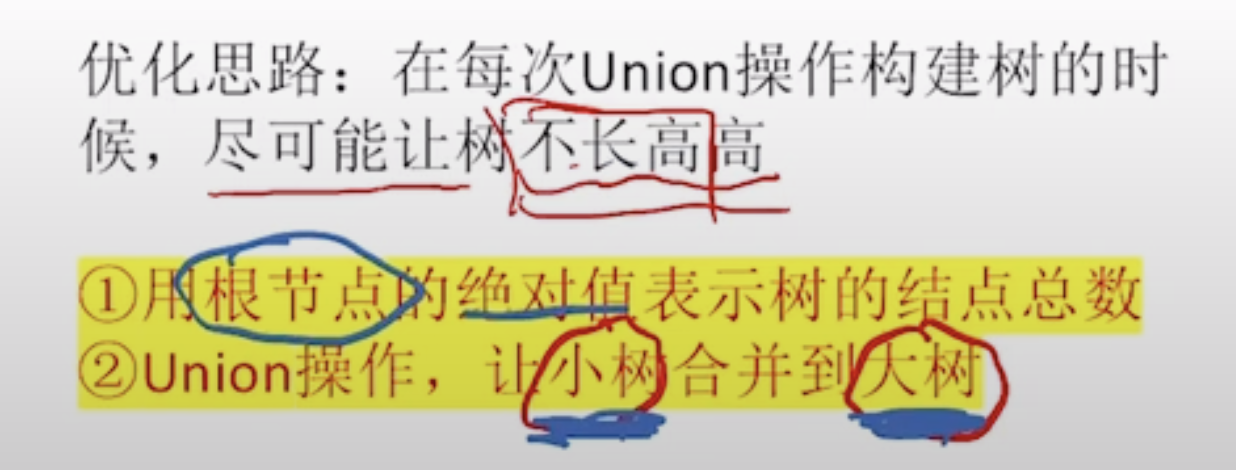 优化思路：在每次Union操作构建树的时
候，尽可能让树不长高高
①用根节点的绝对值表示树的结点总数
②Union操作，让小树合并到大树